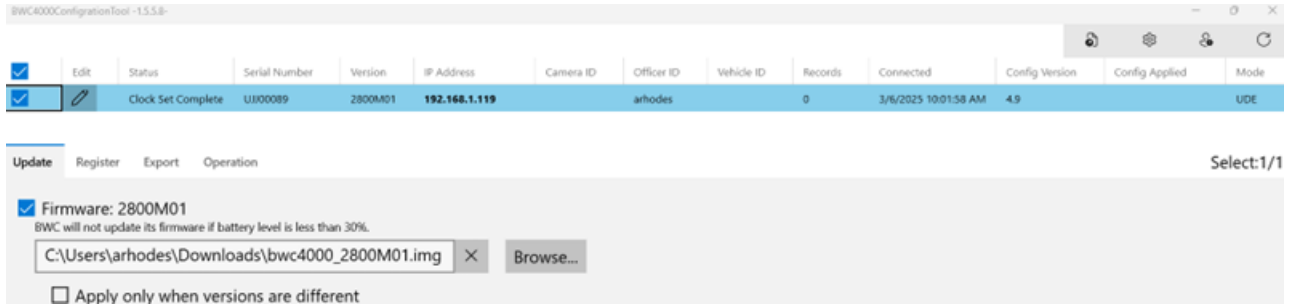 BWC4000ConfigrationTool -1.5.5.8-
Edit Status Serial Number Version IP Address Camera ID Officer ID Vehicle ID Records Connected Config Version Config Applied Mode
Clock Set Complete UJJ00089 2800M01 192.168.1.119 arhodes 0 3/6/2025 10:01:58 AM 4.9 UDE
Update Register Export Operation Select:1/1
Firmware: 2800M01
BWC will not update its firmware if battery level is less than 30%.
C:\Users\arhodes\Downloads\bwc4000_2800M01.img Browse...
Apply only when versions are different